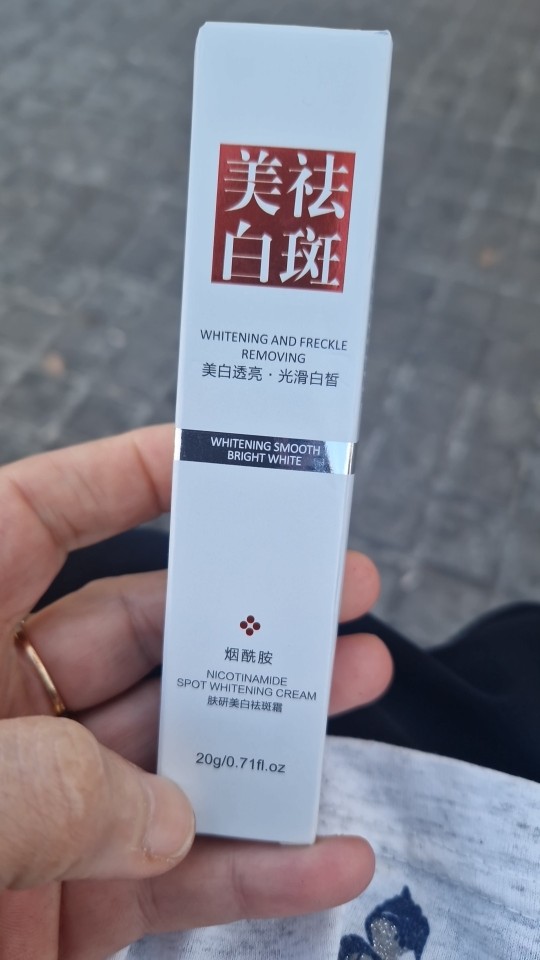 美祛
白斑
WHITENING AND FRECKLE
REMOVING
美白透亮·光滑白皙
WHITENING SMOOTH
BRIGHT WHITE
烟酰胺
NICOTINAMIDE
SPOT WHITENING CREAM
肤研美白祛斑霜
20g/0.71fl.oz